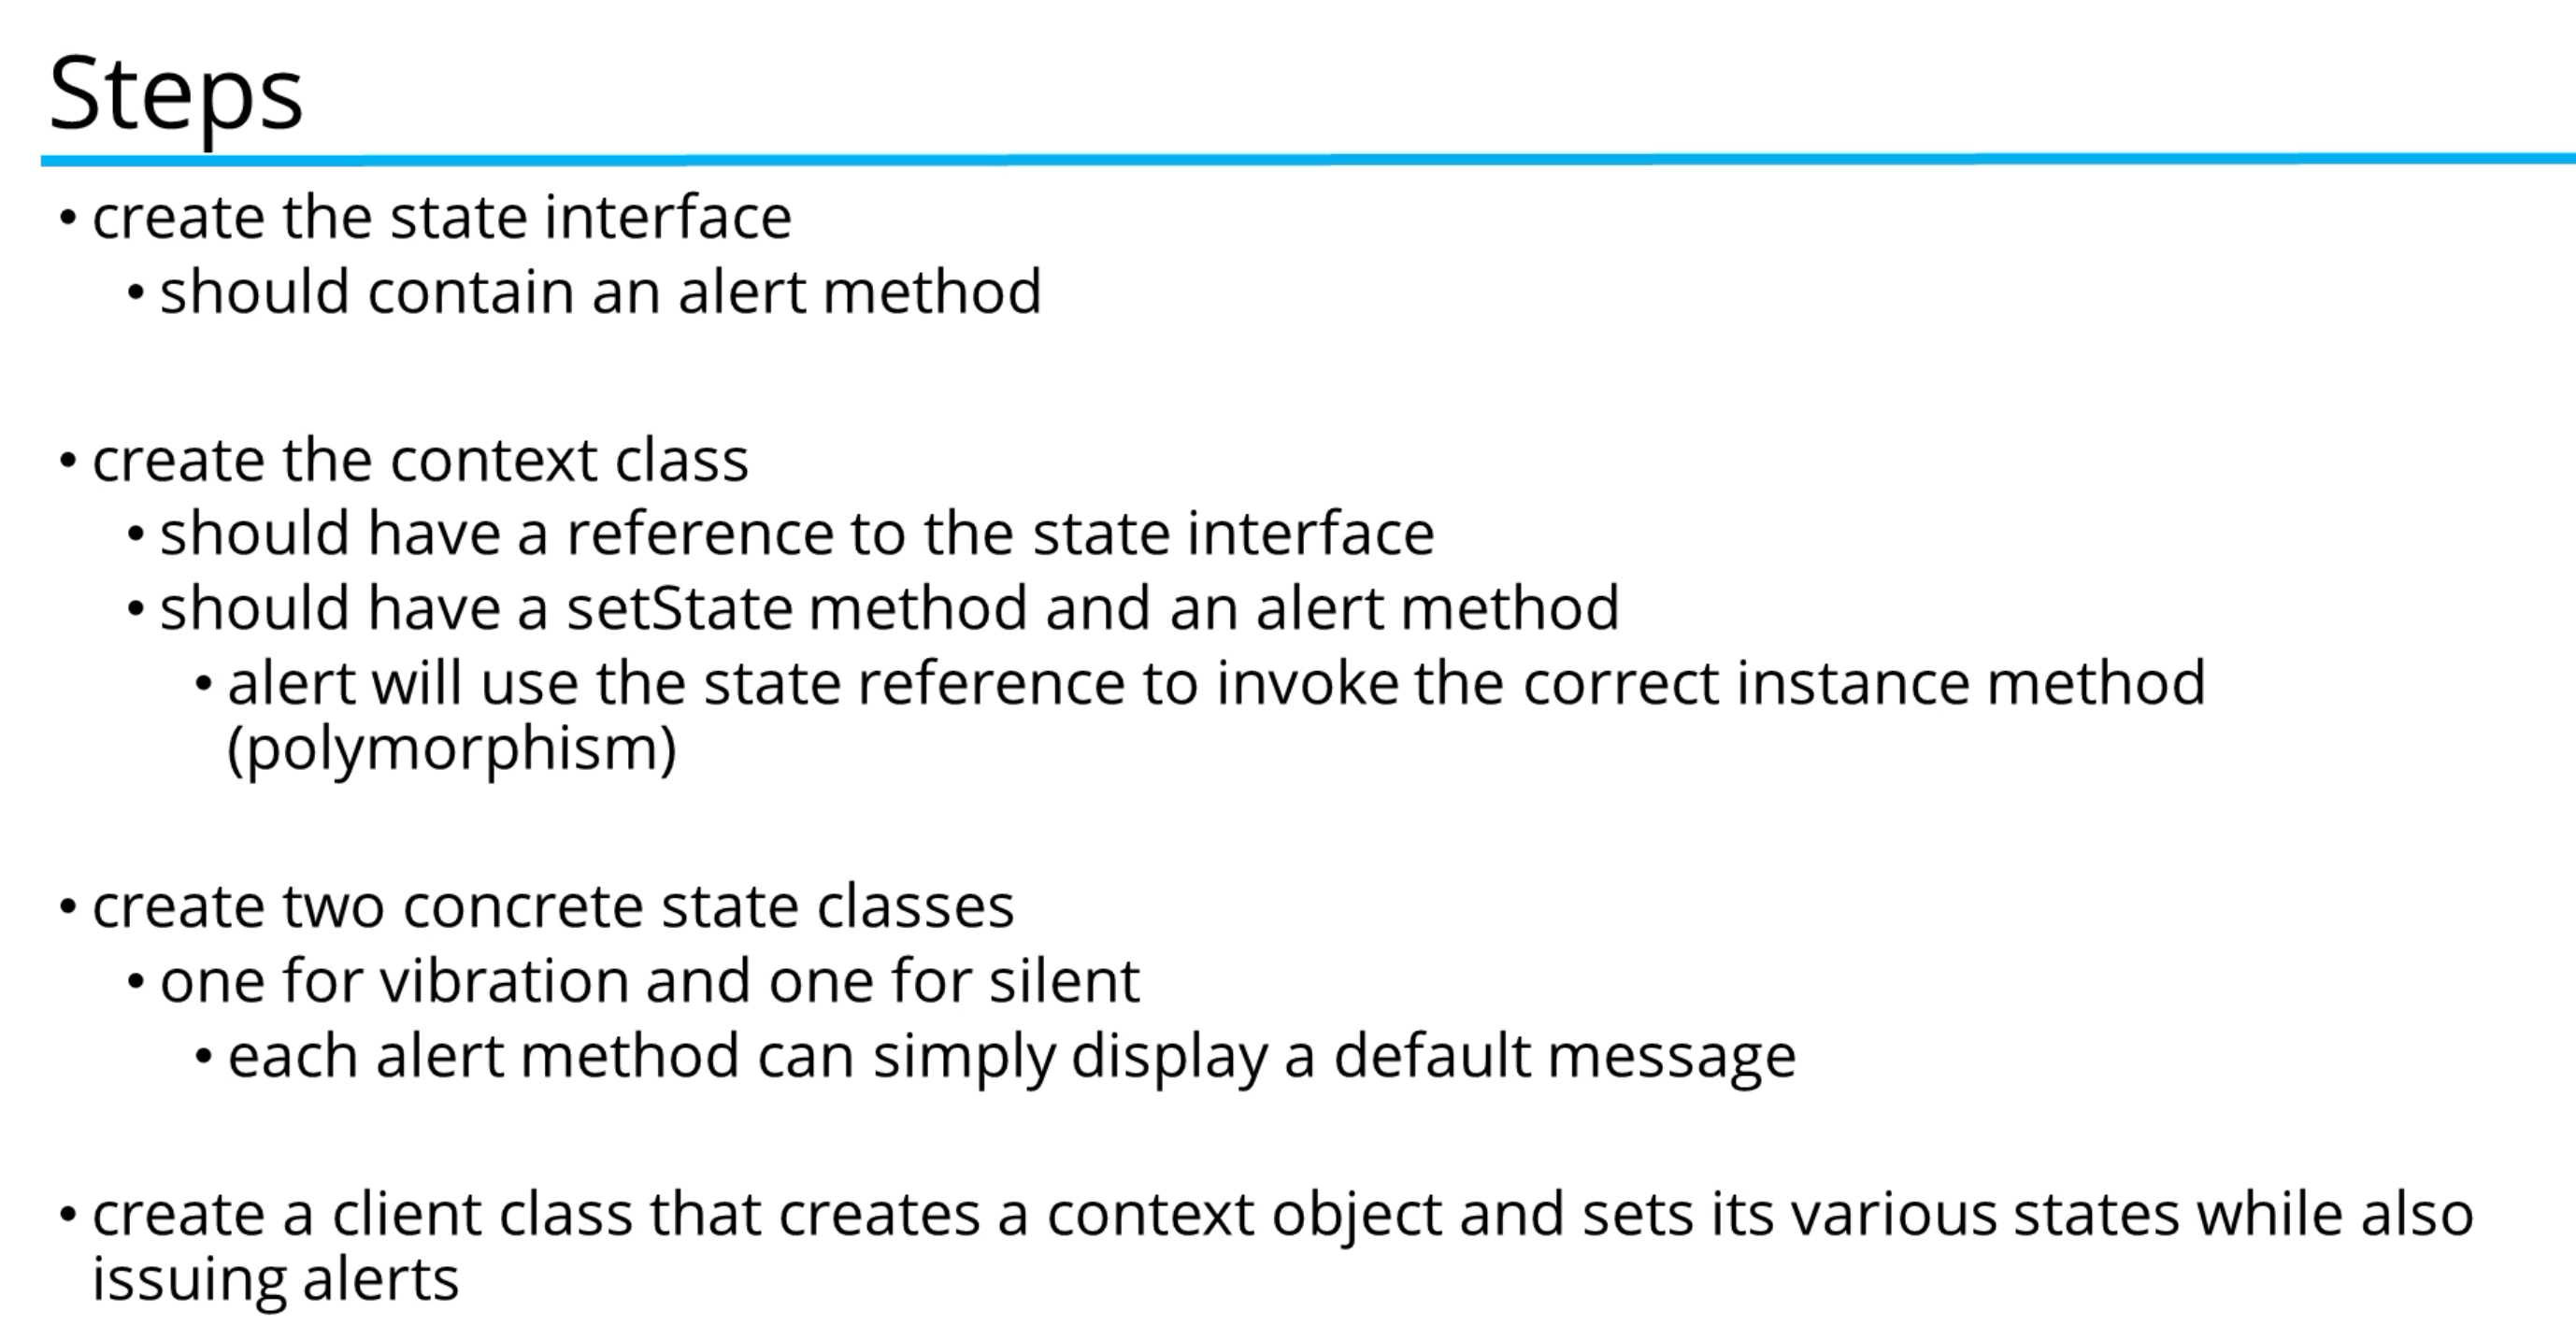 Steps
• create the state interface
• should contain an alert method
• create the context class
• should have a reference to the state interface
• should have a setState method and an alert method
• alert will use the state reference to invoke the correct instance method
(polymorphism)
• create two concrete state classes
• one for vibration and one for silent
• each alert method can simply display a default message
• create a client class that creates a context object and sets its various states while also
issuing alerts